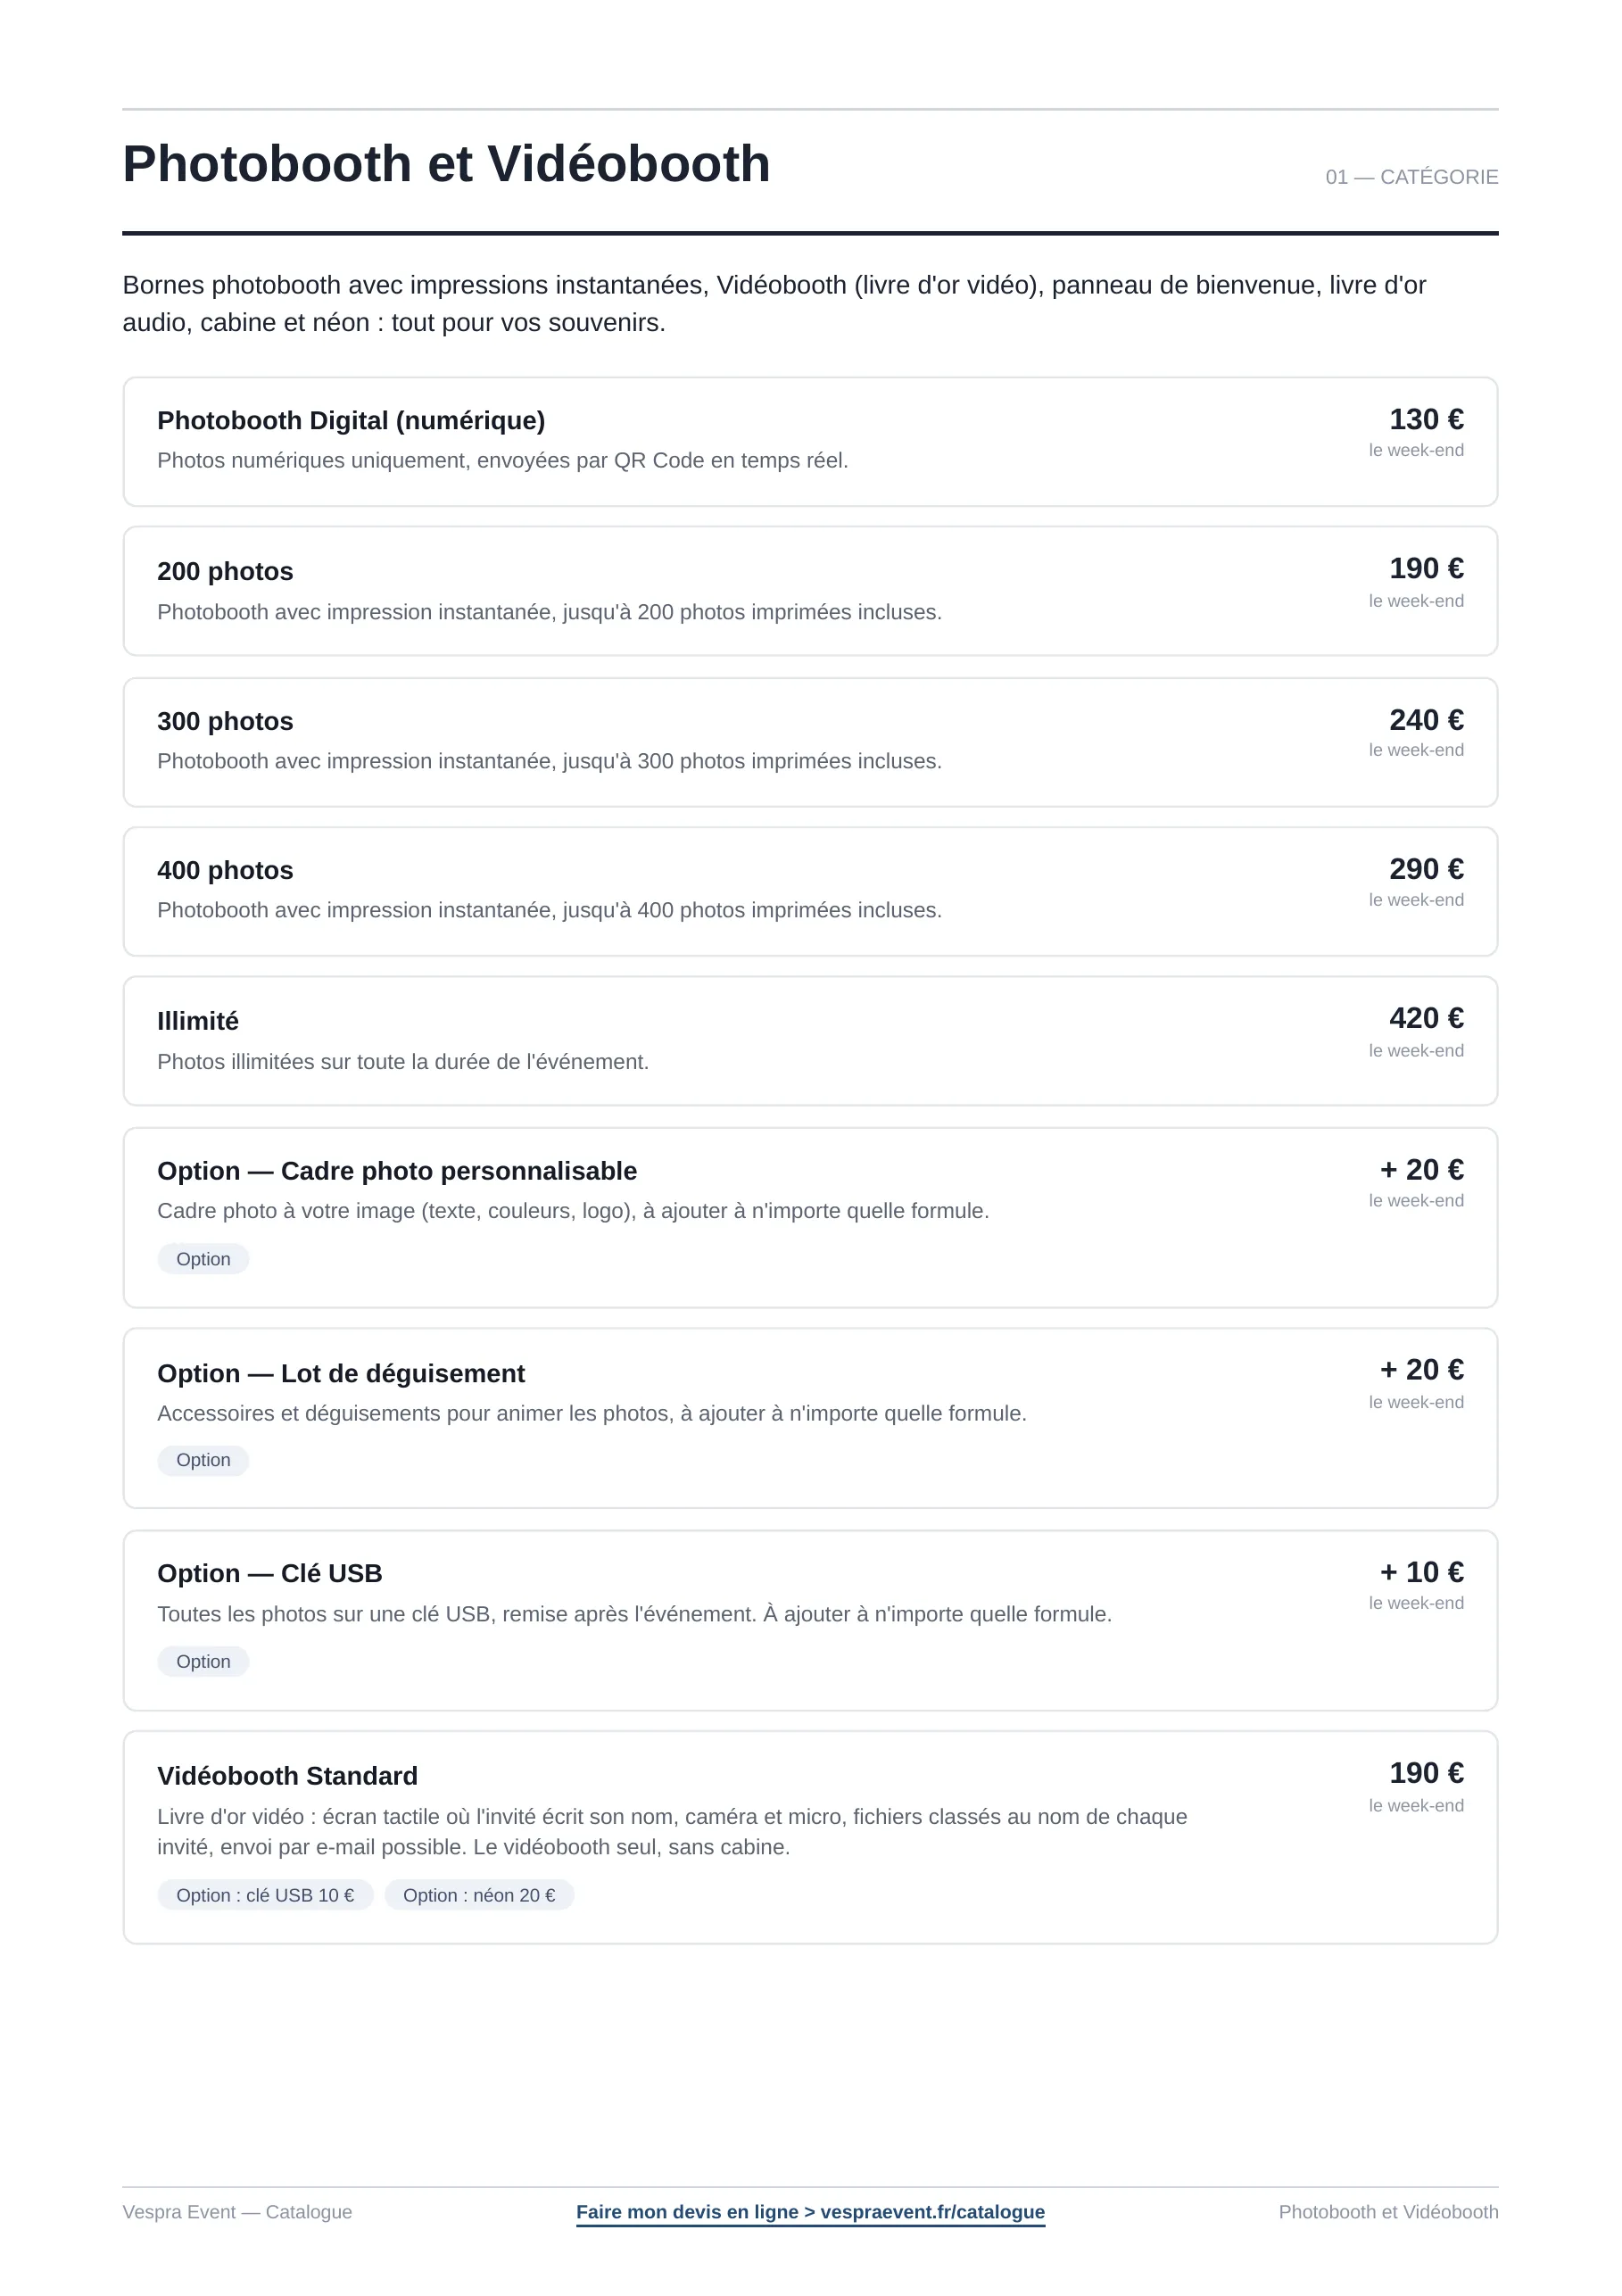 Photobooth et Vidéobooth
01 — CATÉGORIE
Bornes photobooth avec impressions instantanées, Vidéobooth (livre d'or vidéo), panneau de bienvenue, livre d'or
audio, cabine et néon : tout pour vos souvenirs.
Photobooth Digital (numérique)
130 €
le week-end
Photos numériques uniquement, envoyées par QR Code en temps réel.
200 photos
190 €
le week-end
Photobooth avec impression instantanée, jusqu'à 200 photos imprimées incluses.
300 photos
240 €
le week-end
Photobooth avec impression instantanée, jusqu'à 300 photos imprimées incluses.
400 photos
290 €
le week-end
Photobooth avec impression instantanée, jusqu'à 400 photos imprimées incluses.
Illimité
420 €
le week-end
Photos illimitées sur toute la durée de l'événement.
Option — Cadre photo personnalisable
+ 20 €
le week-end
Cadre photo à votre image (texte, couleurs, logo), à ajouter à n'importe quelle formule.
Option
Option — Lot de déguisement
+ 20 €
le week-end
Accessoires et déguisements pour animer les photos, à ajouter à n'importe quelle formule.
Option
Option — Clé USB
+ 10 €
le week-end
Toutes les photos sur une clé USB, remise après l'événement. À ajouter à n'importe quelle formule.
Option
Vidéobooth Standard
190 €
le week-end
Livre d'or vidéo : écran tactile où l'invité écrit son nom, caméra et micro, fichiers classés au nom de chaque
invité, envoi par e-mail possible. Le vidéobooth seul, sans cabine.
Option : clé USB 10 €
Option : néon 20 €
Vespra Event — Catalogue
Faire mon devis en ligne > vespraevent.fr/catalogue
Photobooth et Vidéobooth